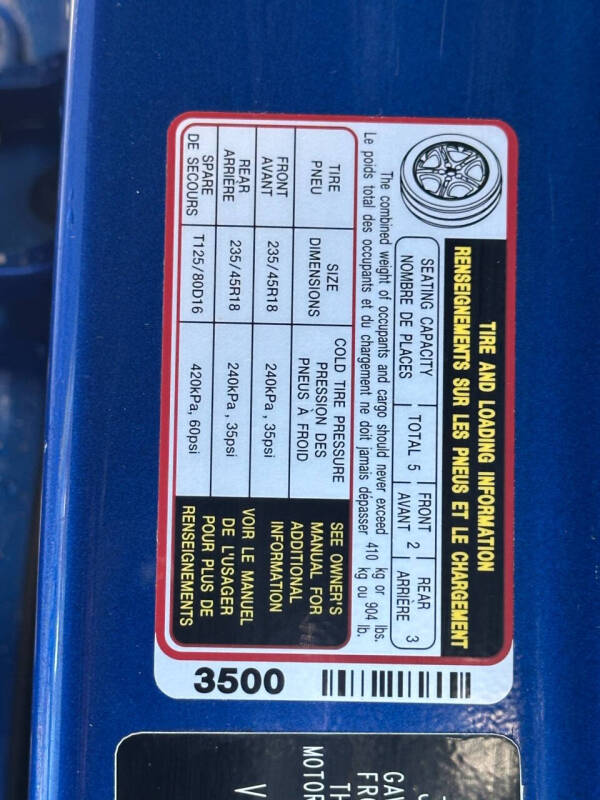 TIRE AND LOADING INFORMATION
RENSEIGNEMENTS SUR LES PNEUS ET LE CHARGEMENT
SEATING CAPACITY
NOMBRE DE PLACES
TOTAL 5
FRONT
AVANT 2
REAR
ARRIÈRE 3
The combined weight of occupants and cargo should never exceed 410 kg or 904 lbs.
Le poids total des occupants et du chargement ne doit jamais dépasser kg ou lb.
TIRE
PNEU
SIZE
DIMENSIONS
COLD TIRE PRESSURE
PRESSION DES
PNEUS À FROID
FRONT
AVANT
235/45R18
240kPa, 35psi
REAR
ARRIÈRE
235/45R18
240kPa, 35psi
SPARE
DE SECOURS
T125/80D16
420kPa, 60psi
SEE OWNER'S
MANUAL FOR
ADDITIONAL
INFORMATION
VOIR LE MANUEL
DE L'USAGER
POUR PLUS DE
RENSEIGNEMENTS
3500
GAV
FR
TH
MOTOR
V